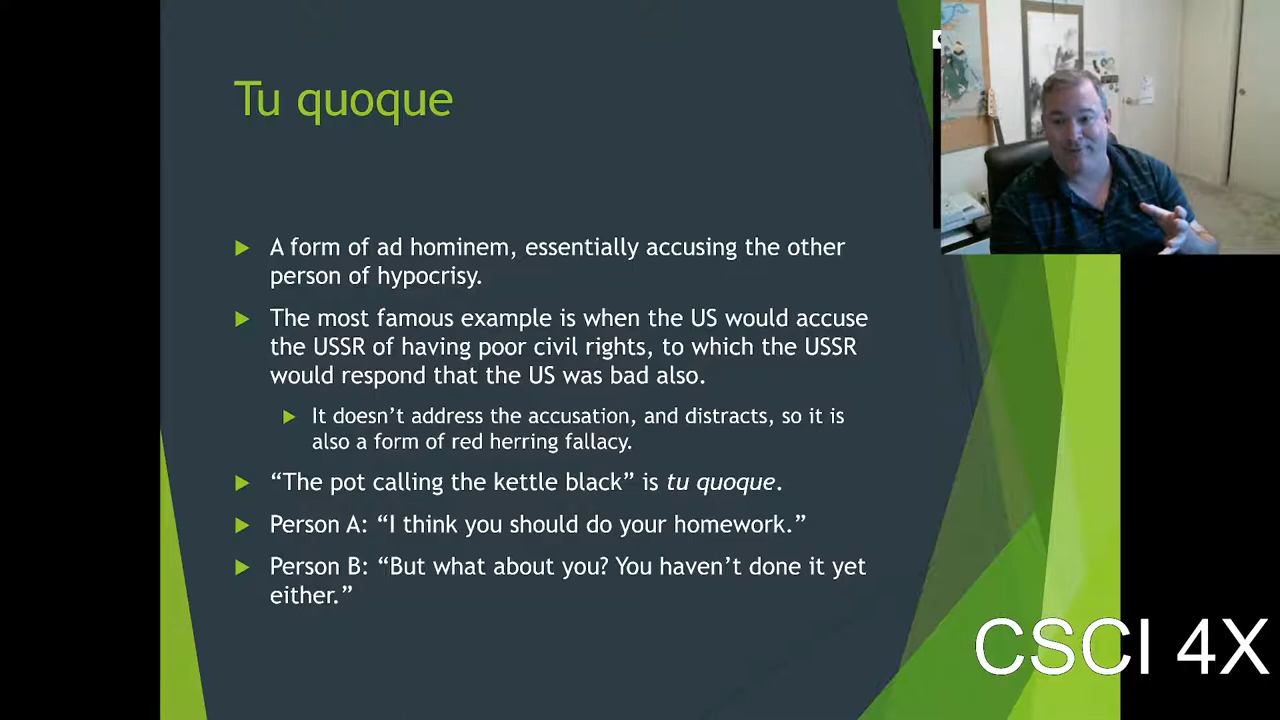 Tu quoque
A form of ad hominem, essentially accusing the other
person of hypocrisy.
The most famous example is when the US would accuse
the USSR of having poor civil rights, to which the USSR
would respond that the US was bad also.
It doesn’t address the accusation, and distracts, so it is
also a form of red herring fallacy.
“The pot calling the kettle black” is tu quoque.
Person A: “I think you should do your homework.”
Person B: “But what about you? You haven’t done it yet
either.”
CSCI 4X